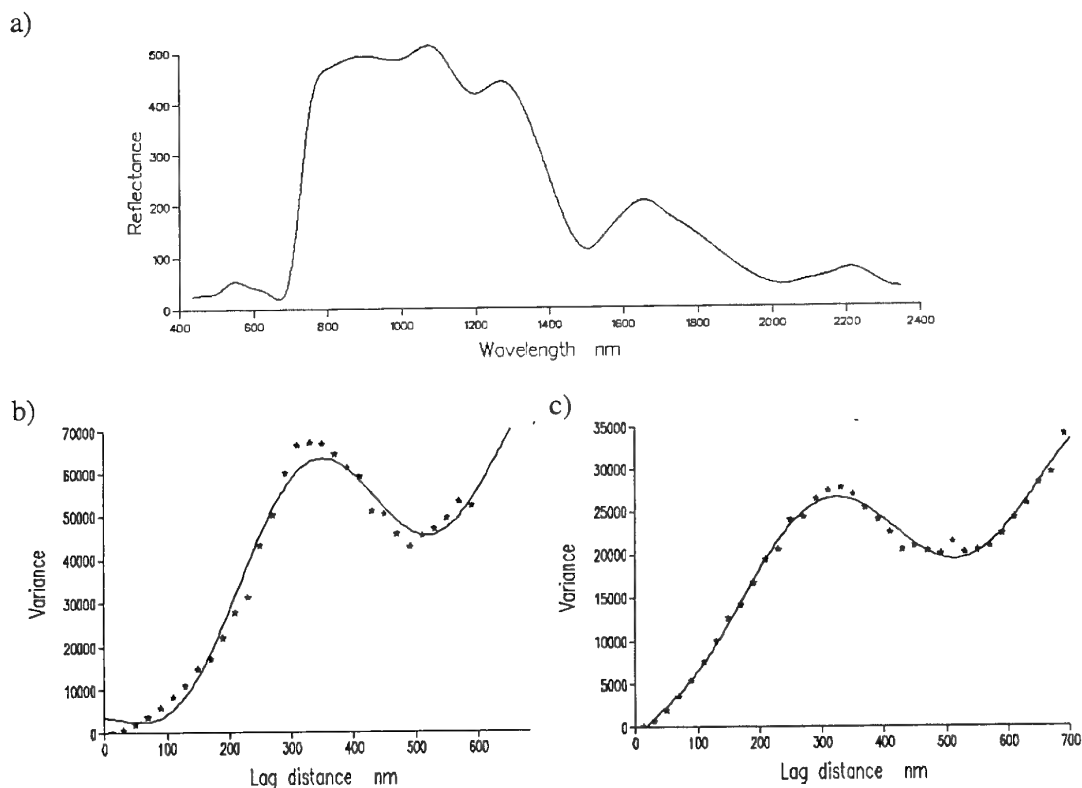 a)
500
400
300
200
100
0
Reflectance
400 600 800 1000 1200 1400 1600 1800 2000 2200 2400
Wavelength nm
b)
70000
60000
50000
40000
30000
20000
10000
0
Variance
0 100 200 300 400 500 600
Lag distance nm
c)
35000
30000
25000
20000
15000
10000
5000
0
Variance
0 100 200 300 400 500 600 700
Lag distance nm